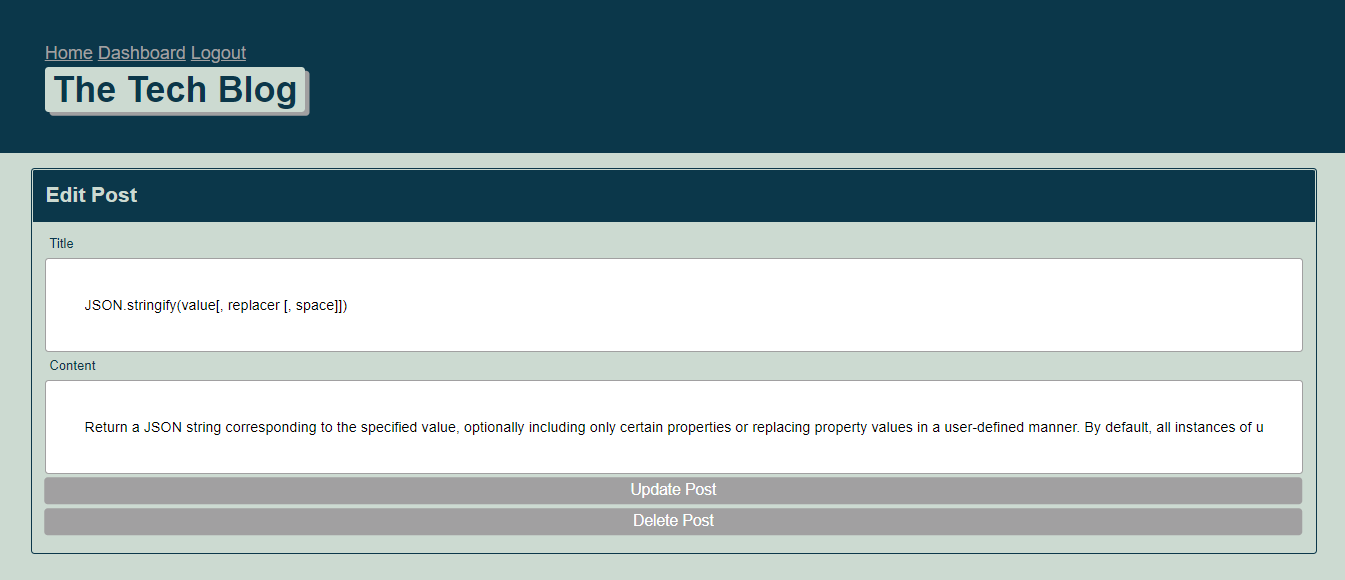 Home Dashboard Logout
The Tech Blog
Edit Post
Title
JSON.stringify(value[, replacer [, space]])
Content
Return a JSON string corresponding to the specified value, optionally including only certain properties or replacing property values in a user-defined manner. By default, all instances of u
Update Post
Delete Post